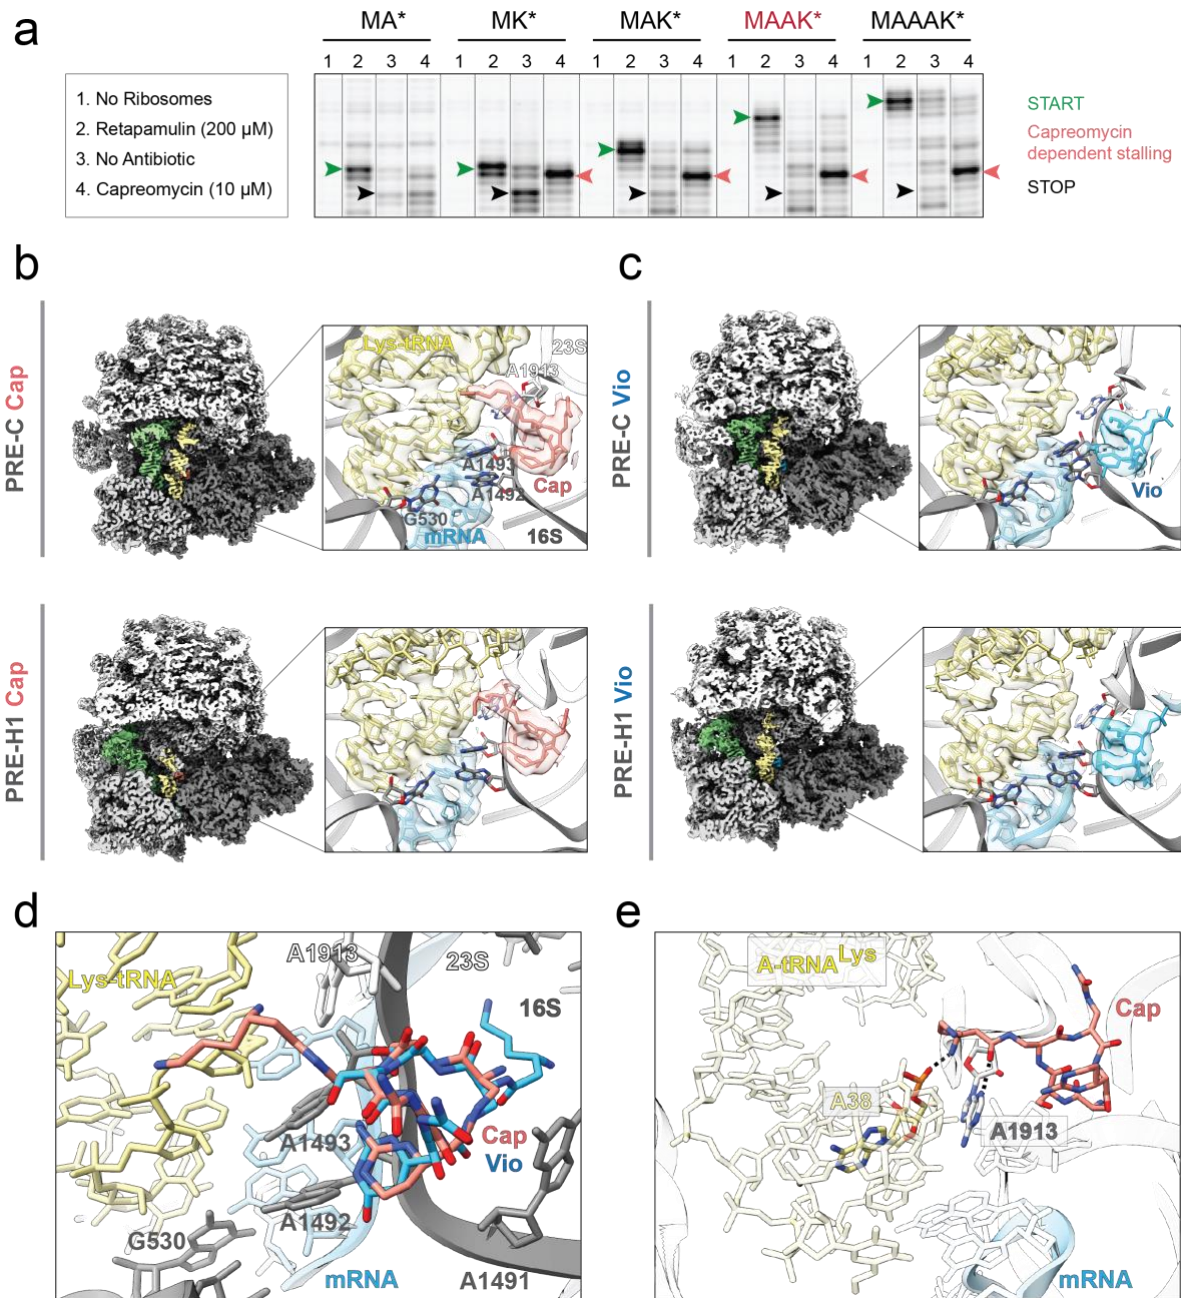 a
MA*
MK*
MAK*
MAAK*
MAAAK*
1 2 3 4 1 2 3 4 1 2 3 4 1 2 3 4 1 2 3 4
1. No Ribosomes
2. Retapamulin (200 µM)
3. No Antibiotic
4. Capreomycin (10 µM)
START
Capreomycin
dependent stalling
STOP
b
PRE-C Cap
Lys-tRNA
23S
A1913
A1493
A1492
Cap
G530
mRNA
16S
c
PRE-C Vio
Vio
PRE-H1 Cap
PRE-H1 Vio
d
A1913
23S
Lys-tRNA
16S
A1493
Cap
Vio
A1492
G530
mRNA
A1491
e
A-tRNALys
Cap
A38
A1913
mRNA